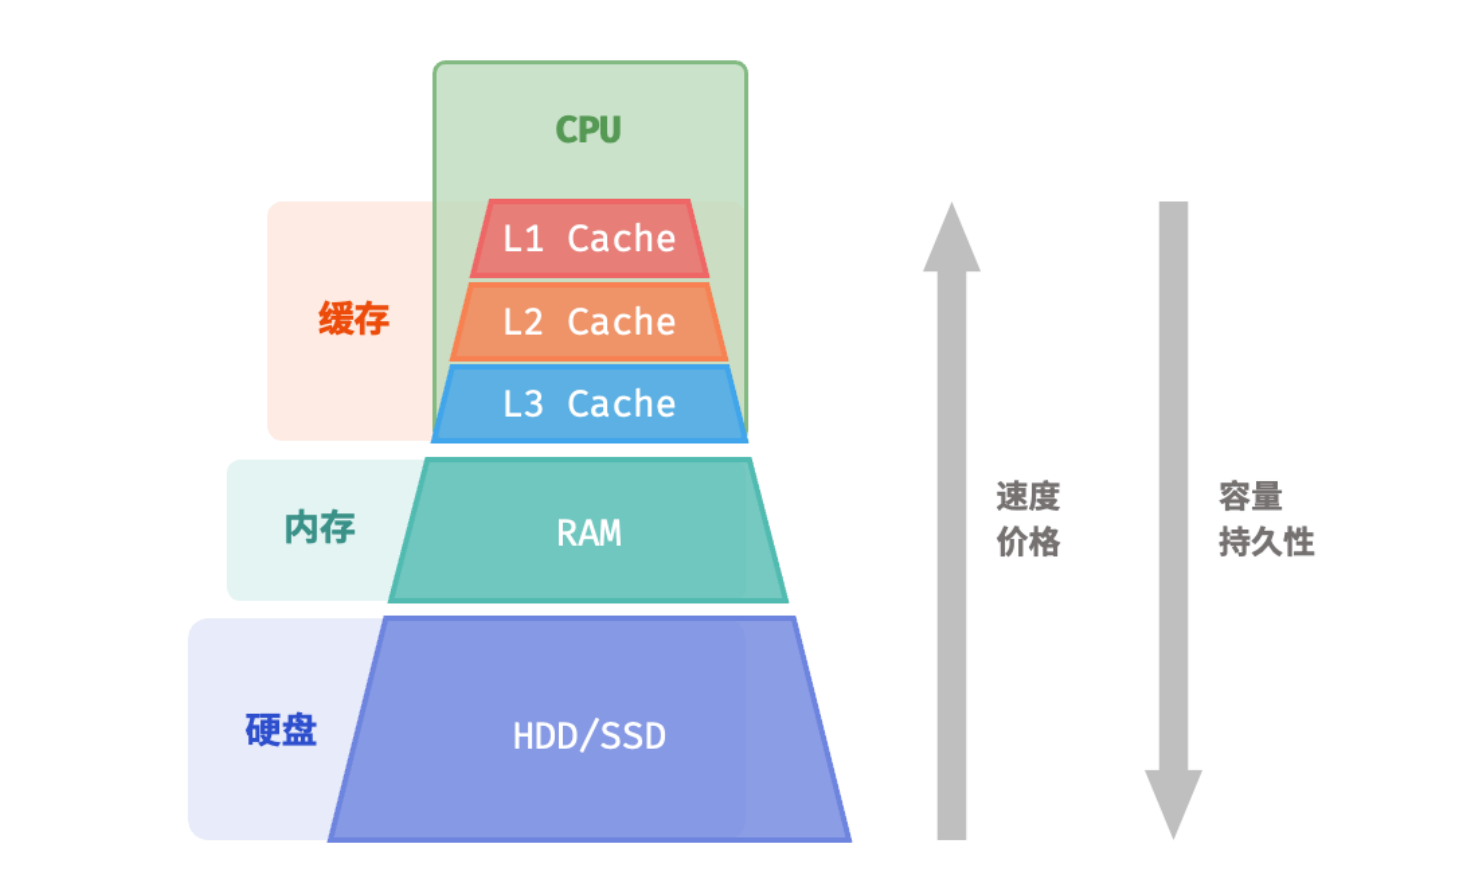 CPU
L1 Cache
缓存
L2 Cache
L3 Cache
内存
RAM
速度
价格
容量
持久性
硬盘
HDD/SSD